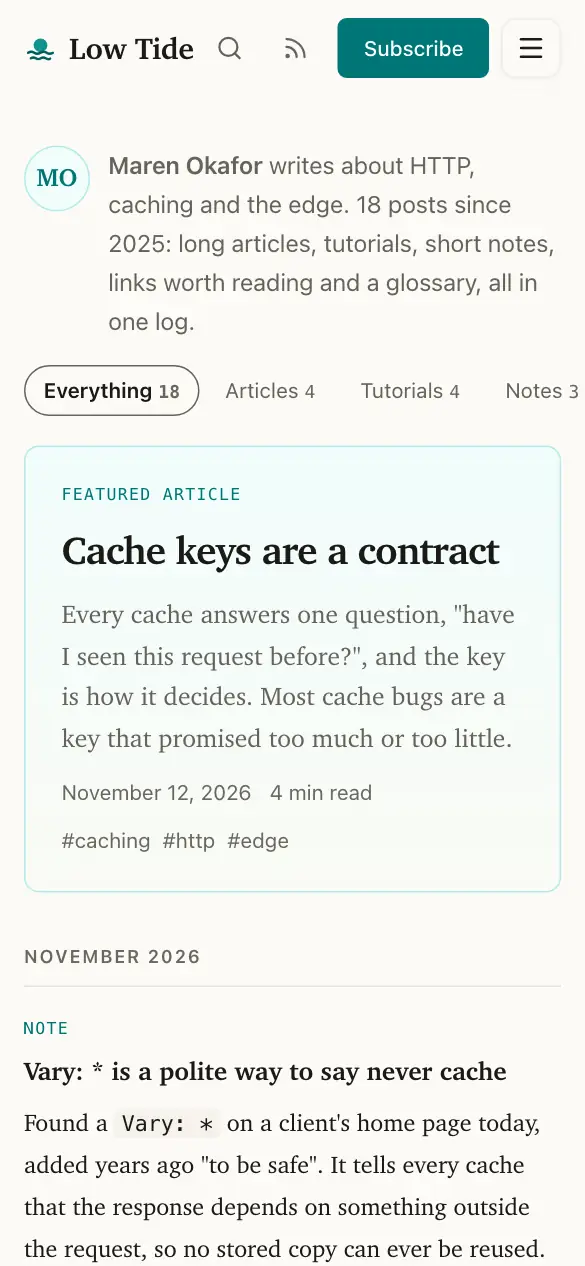 Low Tide
Subscribe
MO
Maren Okafor writes about HTTP,
caching and the edge. 18 posts since
2025: long articles, tutorials, short notes,
links worth reading and a glossary, all in
one log.
Everything 18 Articles 4 Tutorials 4 Notes 3
FEATURED ARTICLE
Cache keys are a contract
Every cache answers one question, "have
I seen this request before?", and the key
is how it decides. Most cache bugs are a
key that promised too much or too little.
November 12, 2026 4 min read
#caching #http #edge
NOVEMBER 2026
NOTE
Vary: * is a polite way to say never cache
Found a Vary: * on a client's home page today,
added years ago "to be safe". It tells every cache
that the response depends on something outside
the request, so no stored copy can ever be reused.